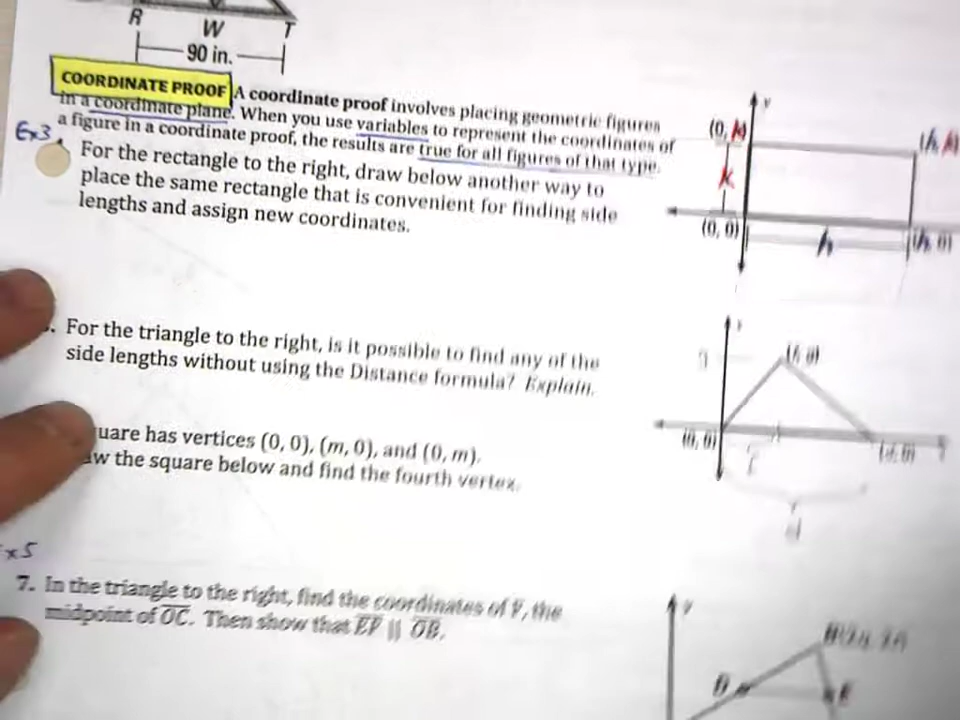 R
W
T
90 in.
COORDINATE PROOF A coordinate proof involves placing geometric figures
in a coordinate plane. When you use variables to represent the coordinates of
a figure in a coordinate proof, the results are true for all figures of that type.
Ex3
For the rectangle to the right, draw below another way to
place the same rectangle that is convenient for finding side
lengths and assign new coordinates.
y
(0, k)
(h, k)
k
(0, 0)
h
(h, 0)
For the triangle to the right, is it possible to find any of the
side lengths without using the Distance formula? Explain.
(0, 0)
uare has vertices (0, 0), (m, 0), and (0, m).
aw the square below and find the fourth vertex.
x5
7. In the triangle to the right, find the coordinates of F, the
midpoint of OC. Then show that EF || OB.
y
D
E